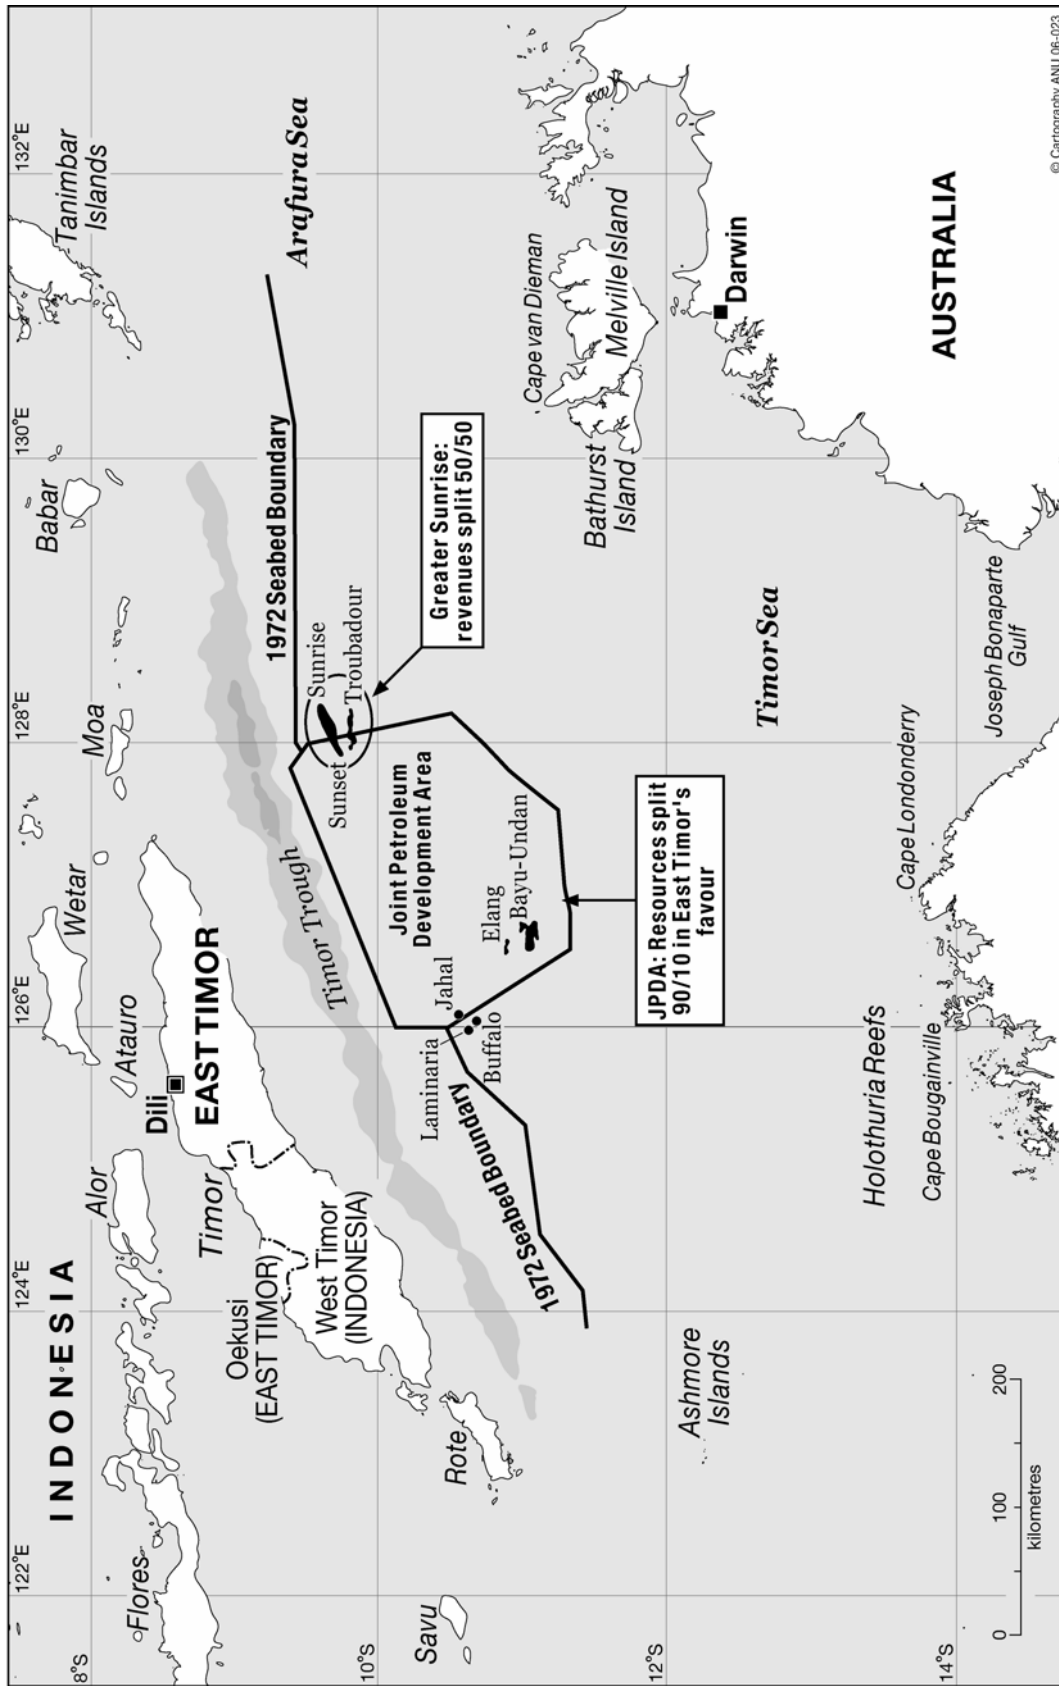 122°E
124°E
126°E
128°E
130°E
132°E
8°S
10°S
12°S
14°S
INDONESIA
Flores
Alor
Atauro
Wetar
Moa
Babar
Tanimbar
Islands
Dili
EAST TIMOR
Timor
Oekusi
(EAST TIMOR)
West Timor
(INDONESIA)
Rote
Savu
Timor Trough
Arafura Sea
1972 Seabed Boundary
Sunrise
Troubadour
Sunset
Greater Sunrise:
revenues split 50/50
Joint Petroleum
Development Area
Elang
Bayu-Undan
Jahal
Laminaria
Buffalo
1972 Seabed Boundary
JPDA: Resources split
90/10 in East Timor's
favour
Timor Sea
Cape van Dieman
Melville Island
Bathurst
Island
Darwin
AUSTRALIA
Joseph Bonaparte
Gulf
Cape Londonderry
Holothuria Reefs
Cape Bougainville
Ashmore
Islands
0
100
200
kilometres
© Cartography ANU 06-023